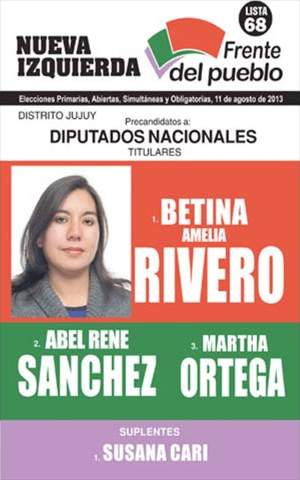 LISTA
68
NUEVA
IZQUIERDA
Frente
del pueblo
Elecciones Primarias, Abiertas, Simultáneas y Obligatorias, 11 de agosto de 2013
DISTRITO JUJUY
Precandidatos a:
DIPUTADOS NACIONALES
TITULARES
1. BETINA
AMELIA
RIVERO
2. ABEL RENE
SANCHEZ
3. MARTHA
ORTEGA
SUPLENTES
1. SUSANA CARI